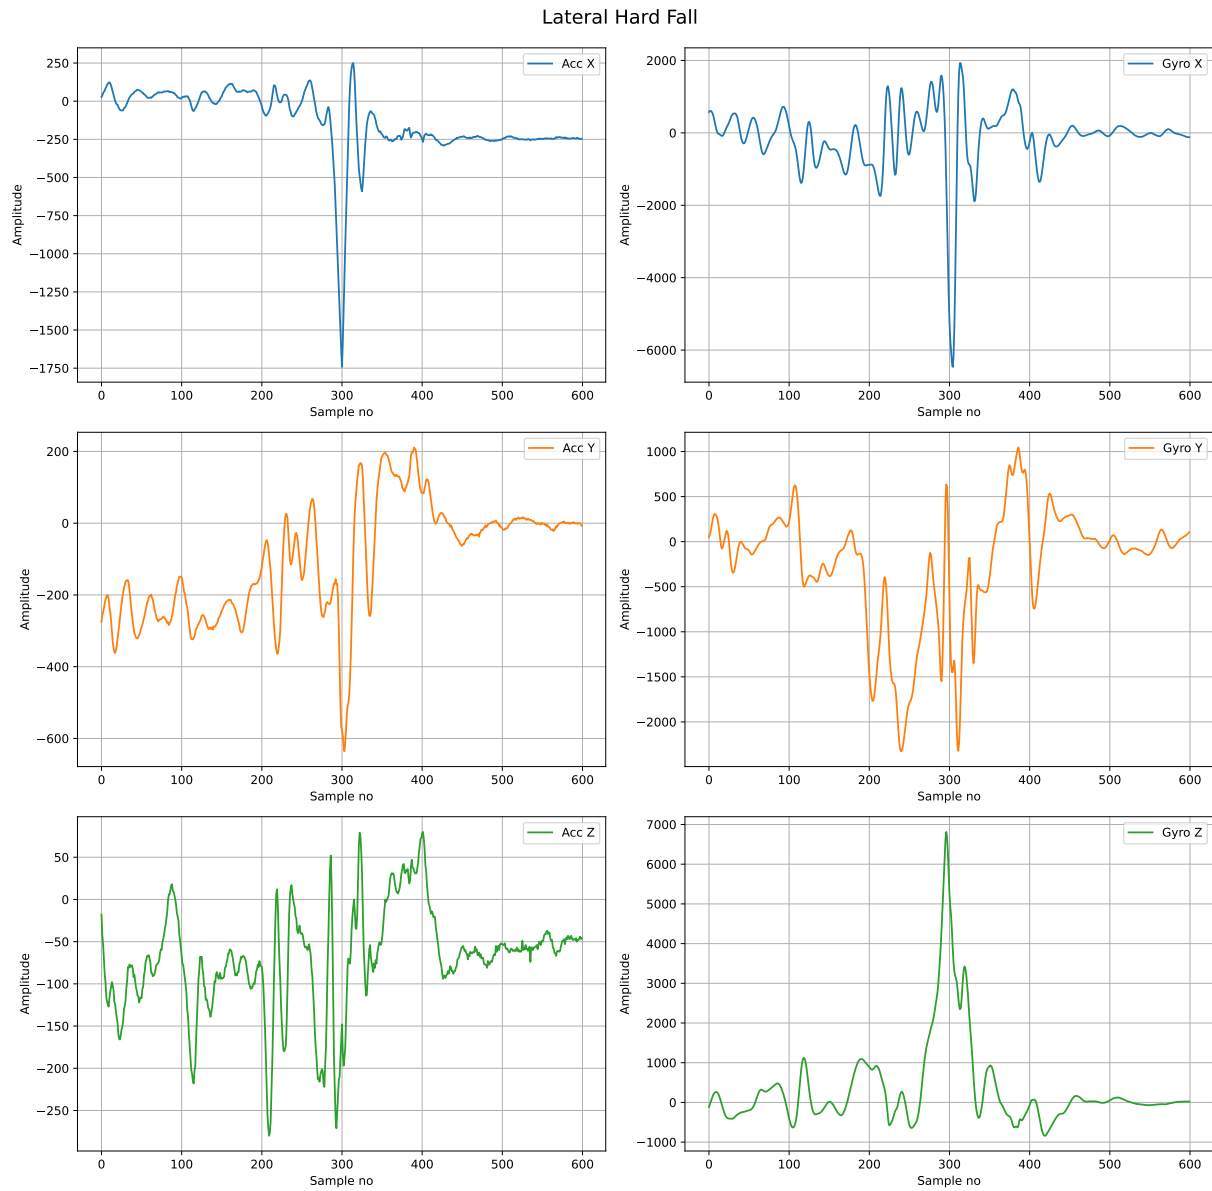 Lateral Hard Fall
Acc X
250
0
−250
−500
−750
−1000
−1250
−1500
−1750
Amplitude
0 100 200 300 400 500 600
Sample no
Gyro X
2000
0
−2000
−4000
−6000
Amplitude
0 100 200 300 400 500 600
Sample no
Acc Y
200
0
−200
−400
−600
Amplitude
0 100 200 300 400 500 600
Sample no
Gyro Y
1000
500
0
−500
−1000
−1500
−2000
Amplitude
0 100 200 300 400 500 600
Sample no
Acc Z
50
0
−50
−100
−150
−200
−250
Amplitude
0 100 200 300 400 500 600
Sample no
Gyro Z
7000
6000
5000
4000
3000
2000
1000
0
−1000
Amplitude
0 100 200 300 400 500 600
Sample no